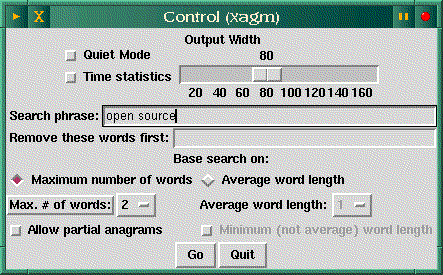 Control (xagm)
Output Width
Quiet Mode 80
Time statistics
20 40 60 80 100 120 140 160
Search phrase: open source
Remove these words first:
Base search on:
Maximum number of words Average word length
Max. # of words: 2 Average word length: 1
Allow partial anagrams Minimum (not average) word length
Go Quit